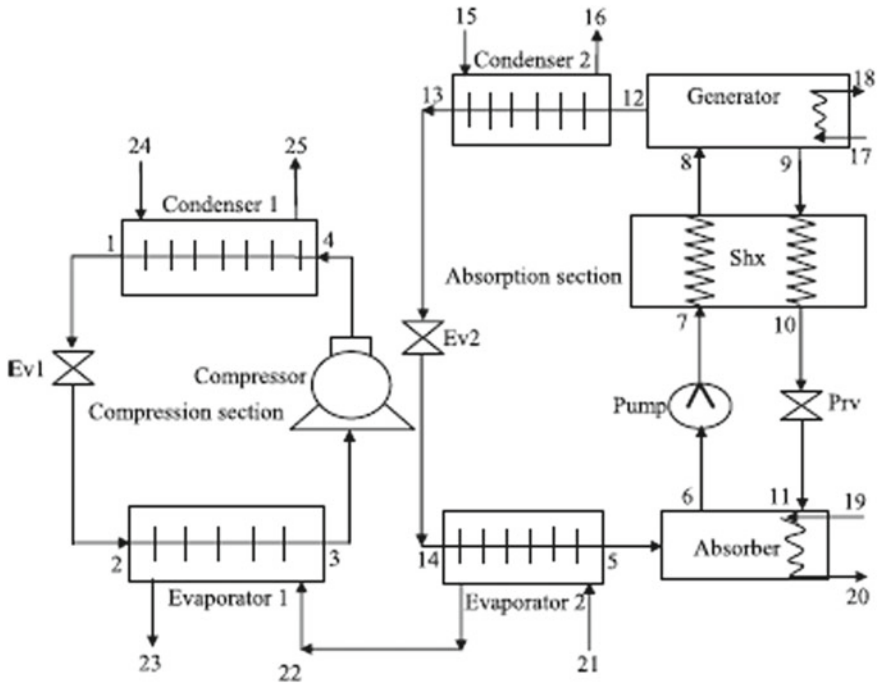 15
16
Condenser 2
13
12
Generator
18
17
24
25
8
9
Condenser 1
1
4
Shx
Absorption section
7
10
Ev2
Ev1
Compressor
Compression section
Pump
Prv
6
11
19
Absorber
2
3
14
5
Evaporator 1
Evaporator 2
20
23
22
21